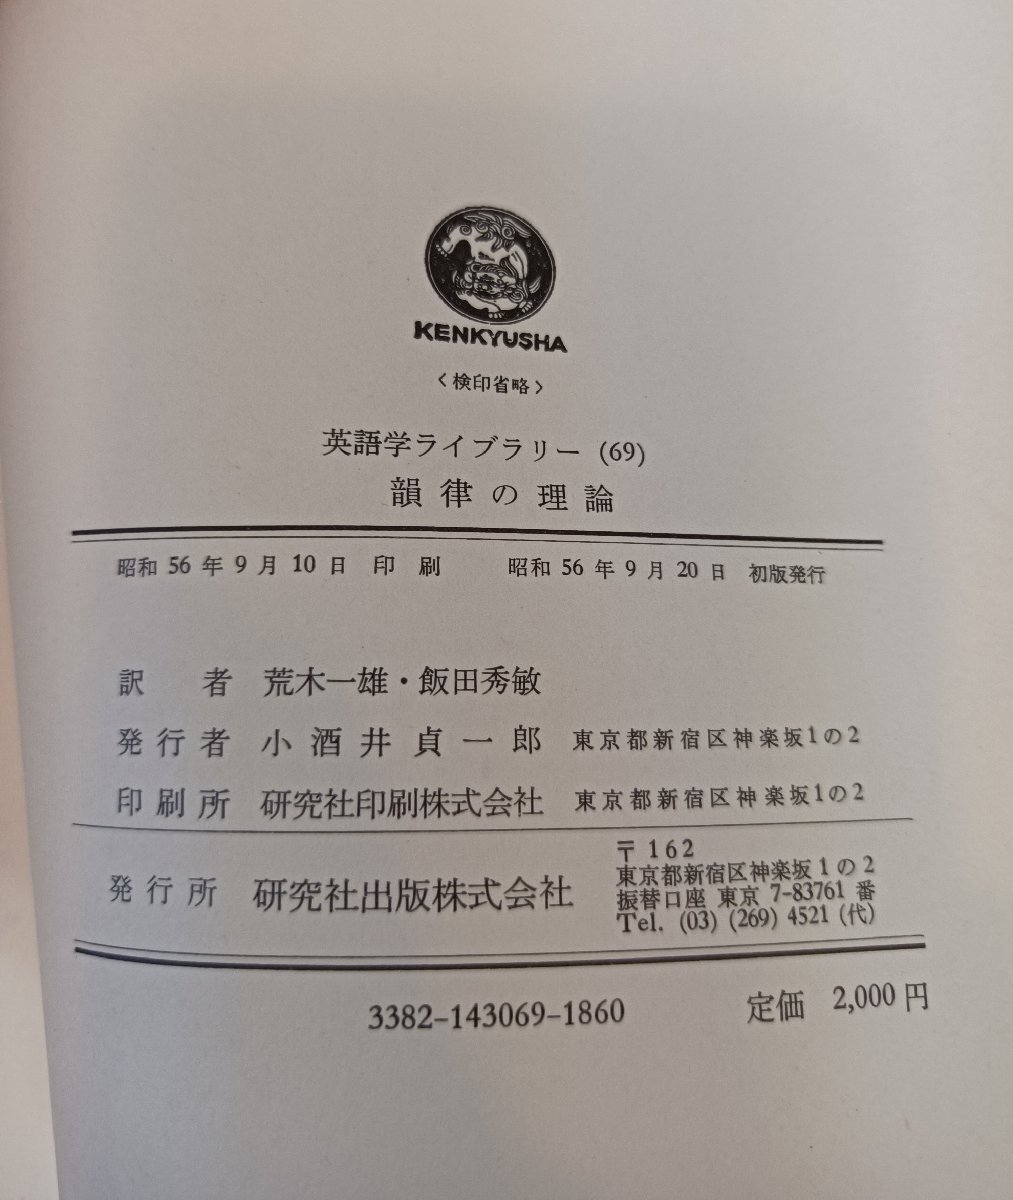 KENKYUSHA
〈検印省略〉
英語学ライブラリー (69)
韻律の理論
昭和 56 年 9 月 10 日 印 刷 昭和 56 年 9 月 20 日 初版発行
訳 者 荒木一雄・飯田秀敏
発行者 小酒井貞一郎 東京都新宿区神楽坂1の2
印刷所 研究社印刷株式会社 東京都新宿区神楽坂1の2
発行所 研究社出版株式会社
〒 162
東京都新宿区神楽坂 1 の 2
振替口座 東京 7-83761 番
Tel. (03) (269) 4521 (代)
3382-143069-1860 定価 2,000 円